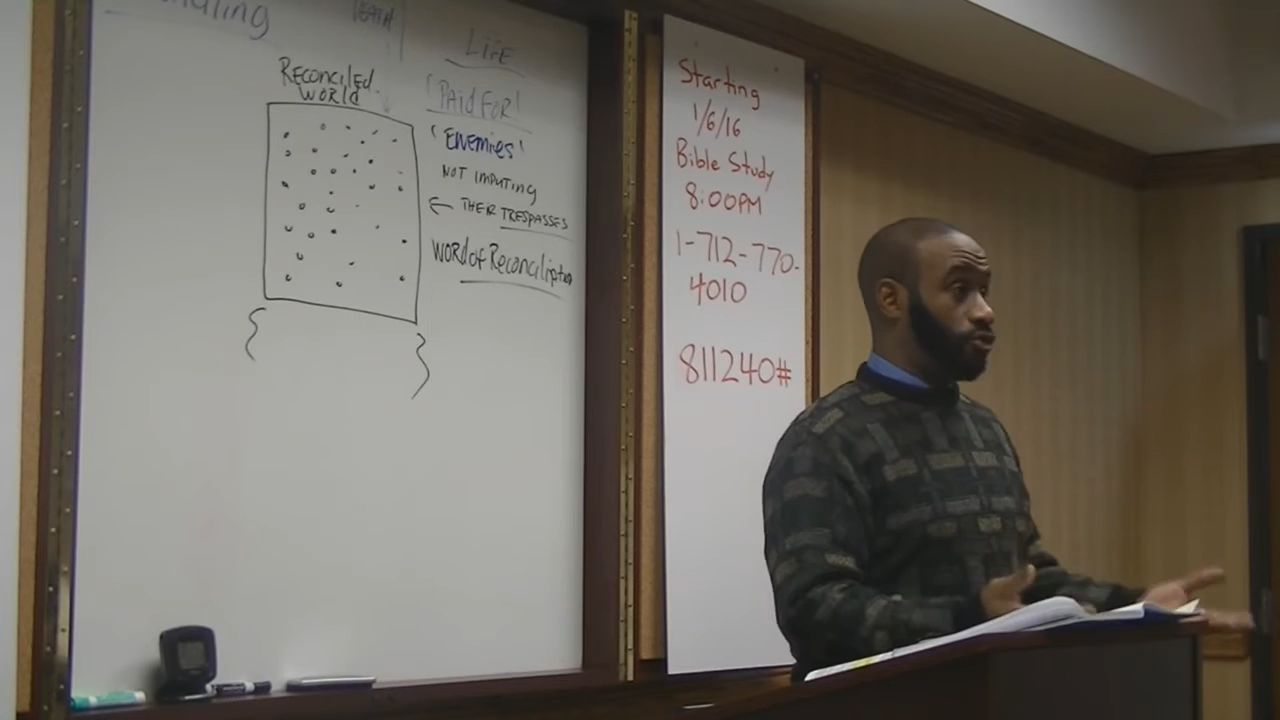 DEATH
LIFE
RECONCILED
WORLD
'PAID FOR!
'ENEMIES'
NOT IMPUTING
← THEIR TRESPASSES
WORD of Reconciliation
Starting
1/6/16
Bible Study
8:00PM
1-712-770-
4010
811240#